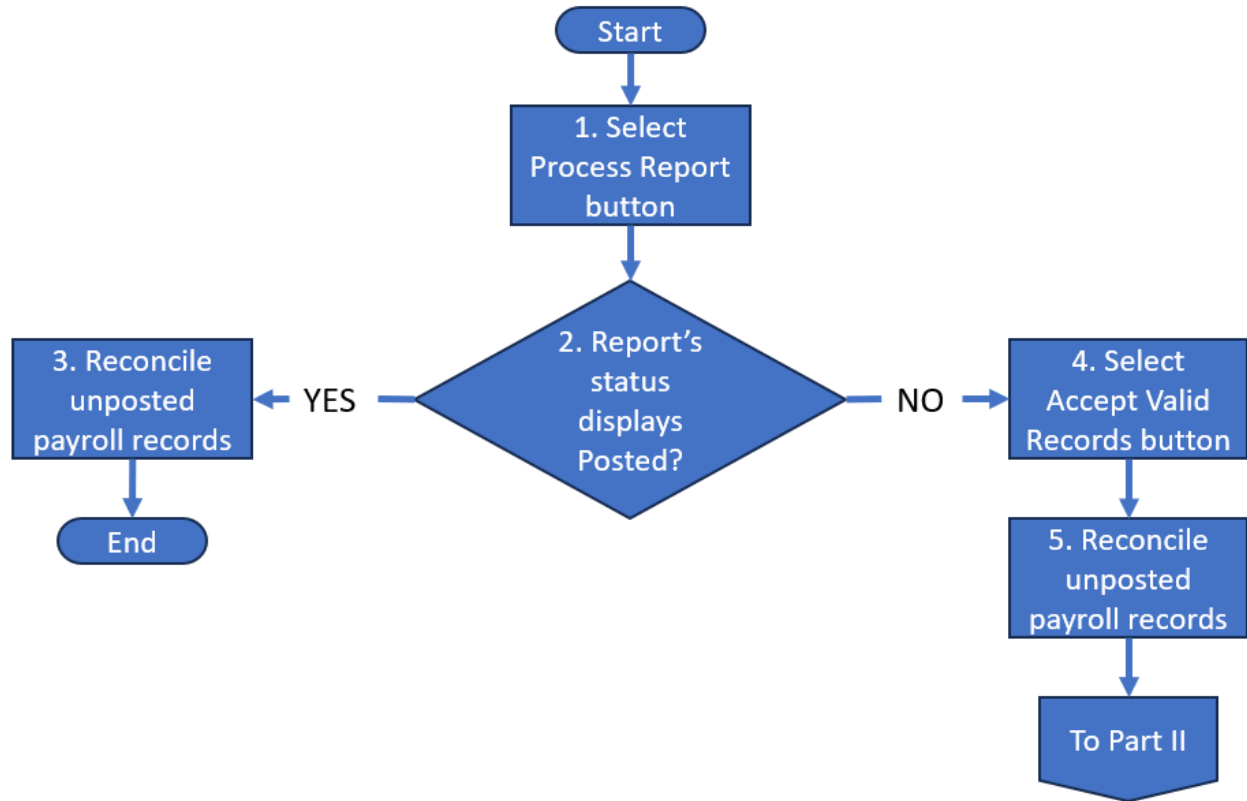 Start
1. Select
Process Report
button
2. Report’s
status
displays
Posted?
YES
3. Reconcile
unposted
payroll records
End
NO
4. Select
Accept Valid
Records button
5. Reconcile
unposted
payroll records
To Part II